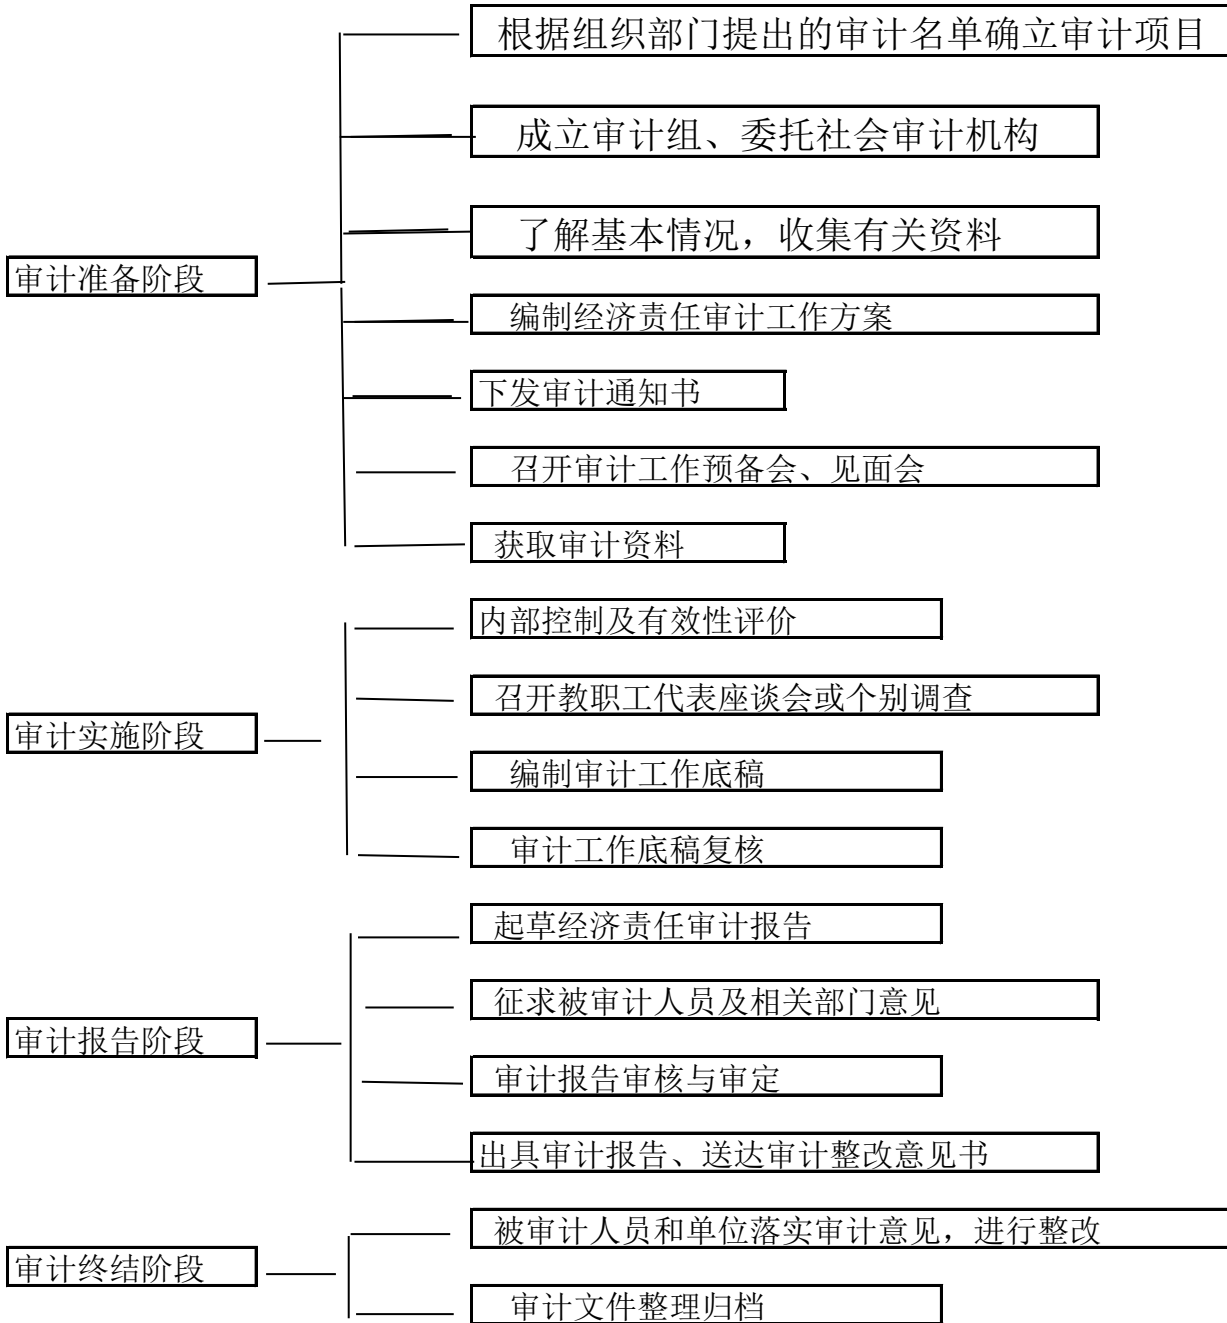 根据组织部门提出的审计名单确立审计项目
成立审计组、委托社会审计机构
了解基本情况，收集有关资料
审计准备阶段
编制经济责任审计工作方案
下发审计通知书
召开审计工作预备会、见面会
获取审计资料
内部控制及有效性评价
召开教职工代表座谈会或个别调查
审计实施阶段
编制审计工作底稿
审计工作底稿复核
起草经济责任审计报告
征求被审计人员及相关部门意见
审计报告阶段
审计报告审核与审定
出具审计报告、送达审计整改意见书
被审计人员和单位落实审计意见，进行整改
审计终结阶段
审计文件整理归档